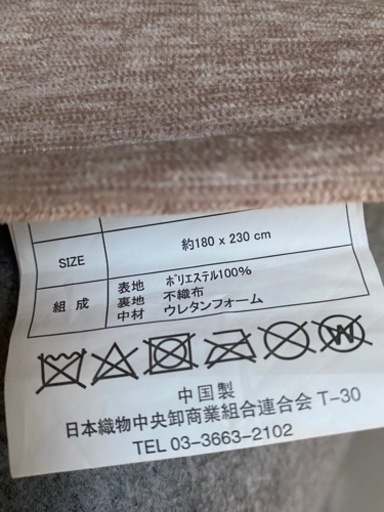 SIZE 約180 x 230 cm
組成 表地 ポリエステル100%
裏地 不織布
中材 ウレタンフォーム
中国製
日本織物中央卸商業組合連合会 T-30
TEL 03-3663-2102